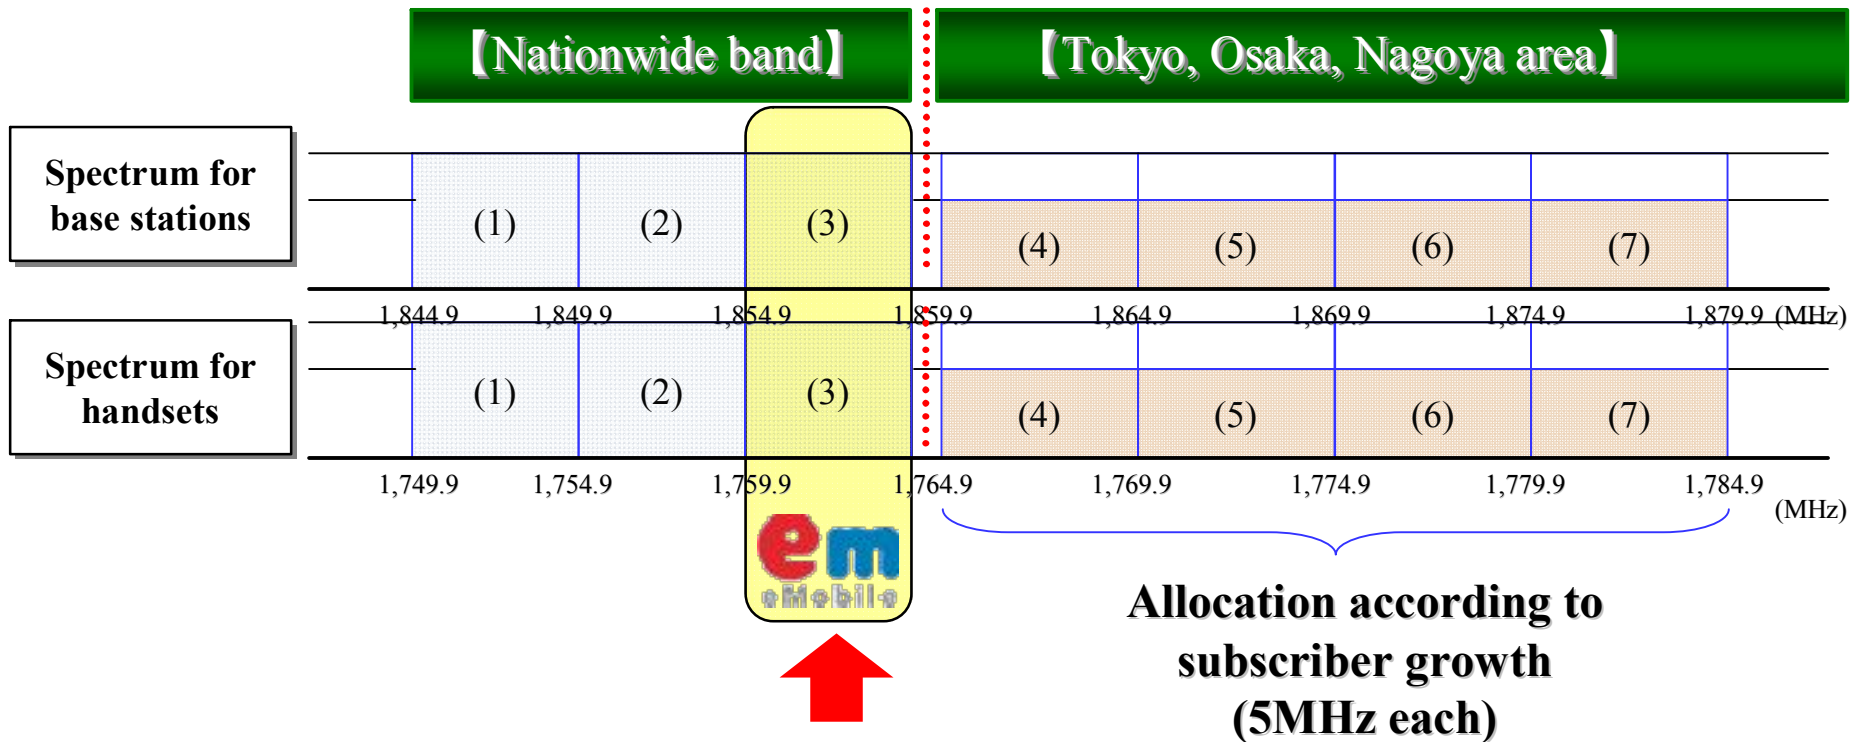 【Nationwide band】
【Tokyo, Osaka, Nagoya area】
Spectrum for
base stations
(1) (2) (3) (4) (5) (6) (7)
1,844.9 1,849.9 1,854.9 1,859.9 1,864.9 1,869.9 1,874.9 1,879.9 (MHz)
Spectrum for
handsets
(1) (2) (3) (4) (5) (6) (7)
1,749.9 1,754.9 1,759.9 1,764.9 1,769.9 1,774.9 1,779.9 1,784.9
(MHz)
em
eMobile
Allocation according to
subscriber growth
(5MHz each)